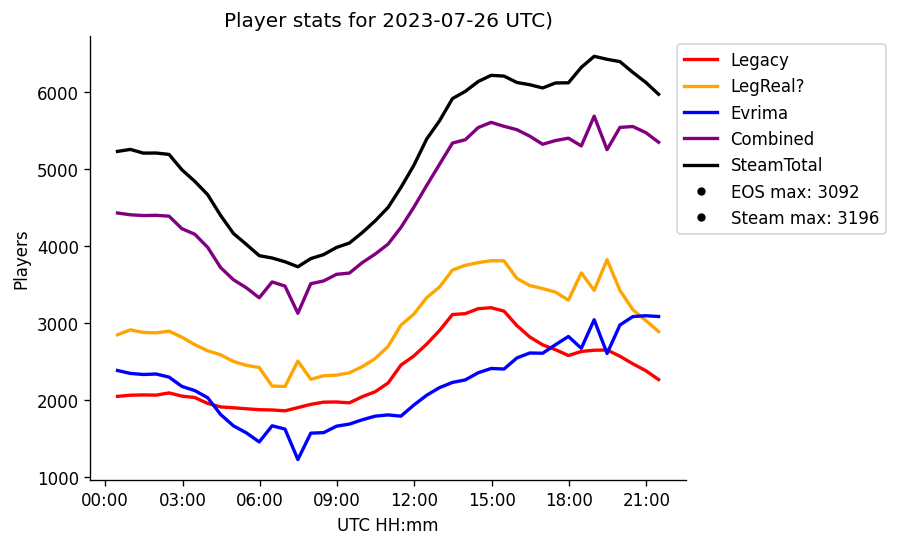 Player stats for 2023-07-26 UTC)
Legacy
LegReal?
Evrima
Combined
SteamTotal
EOS max: 3092
Steam max: 3196
Players
6000
5000
4000
3000
2000
1000
00:00 03:00 06:00 09:00 12:00 15:00 18:00 21:00
UTC HH:mm